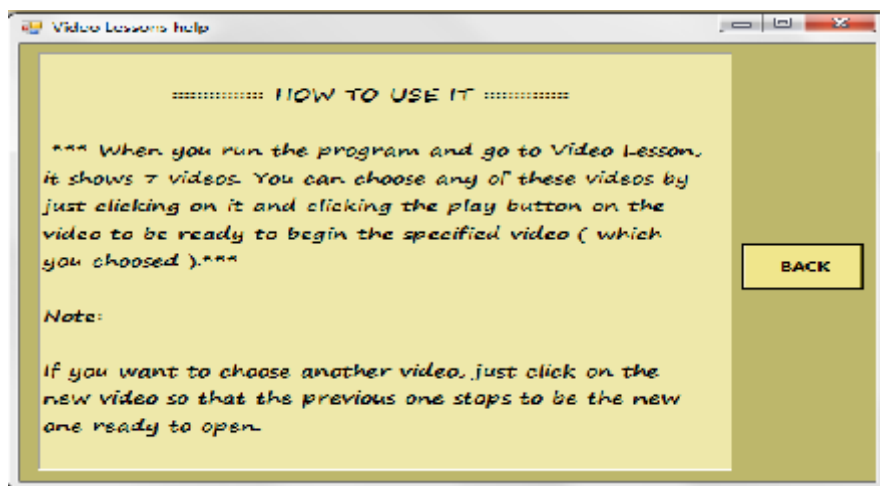 Video Lessons help
::::::::::::: HOW TO USE IT :::::::::::::
*** When you run the program and go to Video Lesson,
it shows 7 videos. You can choose any of these videos by
just clicking on it and clicking the play button on the
video to be ready to begin the specified video ( which
you choosed ).***
BACK
Note:
If you want to choose another video, just click on the
new video so that the previous one stops to be the new
one ready to open.